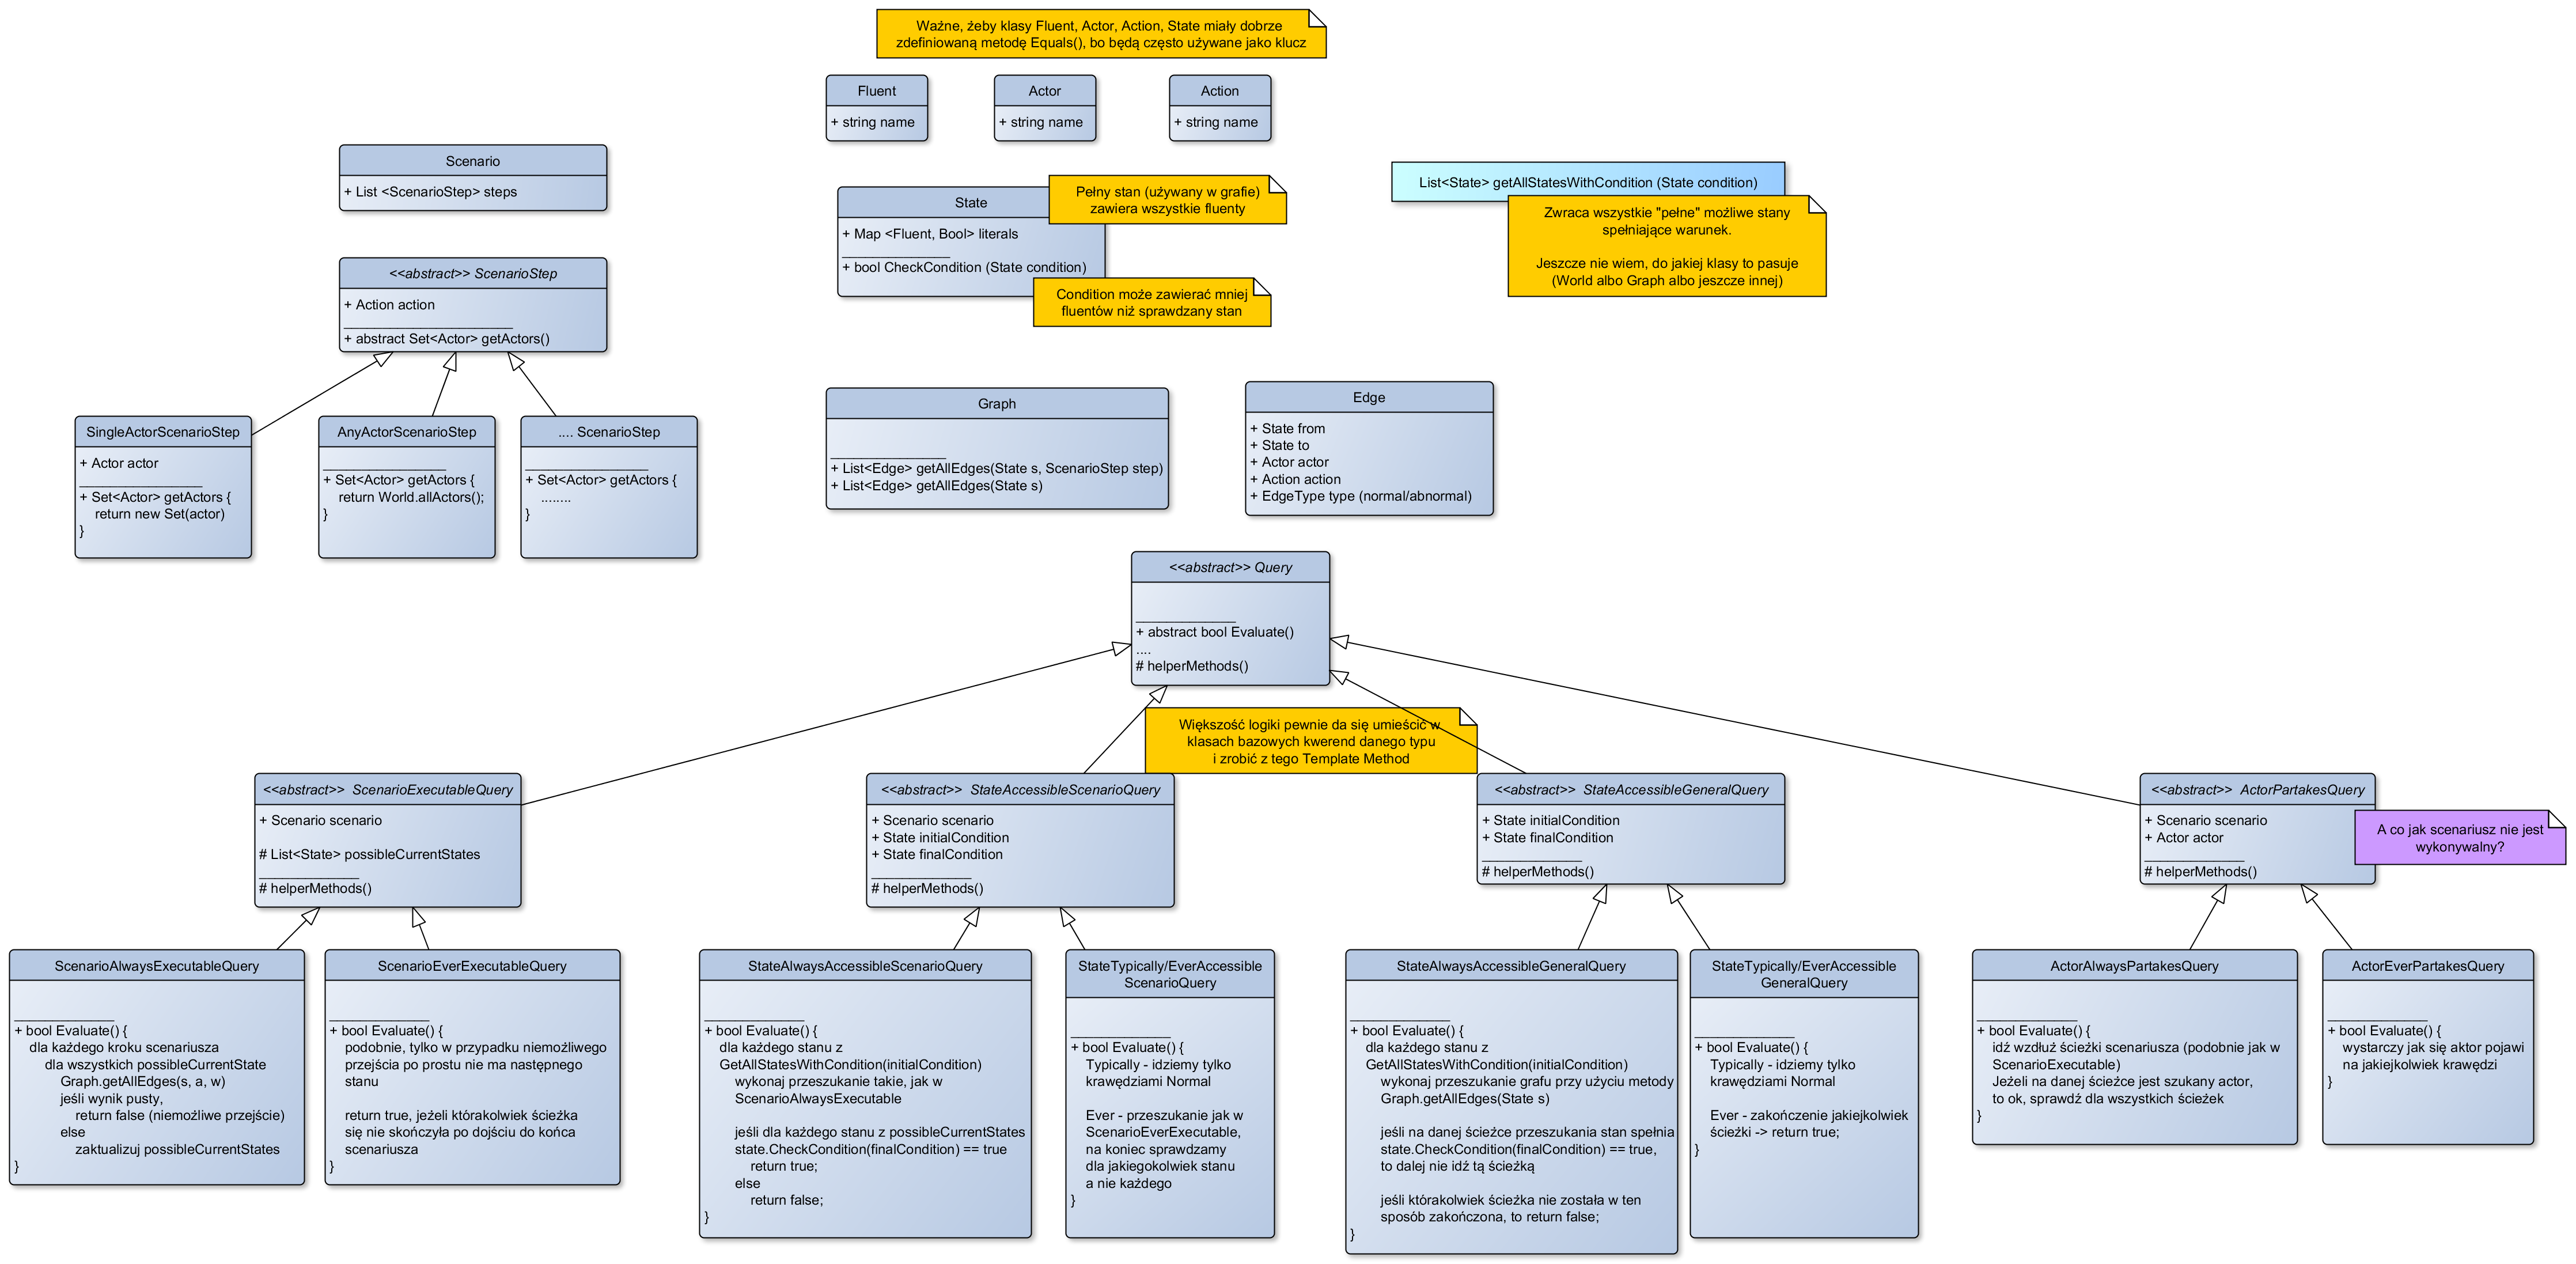 Ważne, żeby klasy Fluent, Actor, Action, State miały dobrze
zdefiniowaną metodę Equals(), bo będą często używane jako klucz
Fluent
+ string name
Actor
+ string name
Action
+ string name
Scenario
+ List <ScenarioStep> steps
<<abstract>> ScenarioStep
+ Action action
+ abstract Set<Actor> getActors()
SingleActorScenarioStep
+ Actor actor
+ Set<Actor> getActors {
return new Set(actor)
}
AnyActorScenarioStep
+ Set<Actor> getActors {
return World.allActors();
}
.... ScenarioStep
+ Set<Actor> getActors {
........
}
State
+ Map <Fluent, Bool> literals
+ bool CheckCondition (State condition)
Pełny stan (używany w grafie)
zawiera wszystkie fluenty
Condition może zawierać mniej
fluentów niż sprawdzany stan
List<State> getAllStatesWithCondition (State condition)
Zwraca wszystkie "pełne" możliwe stany
spełniające warunek.
Jeszcze nie wiem, do jakiej klasy to pasuje
(World albo Graph albo jeszcze innej)
Graph
+ List<Edge> getAllEdges(State s, ScenarioStep step)
+ List<Edge> getAllEdges(State s)
Edge
+ State from
+ State to
+ Actor actor
+ Action action
+ EdgeType type (normal/abnormal)
<<abstract>> Query
+ abstract bool Evaluate()
....
# helperMethods()
Większość logiki pewnie da się umieścić w
klasach bazowych kwerend danego typu
i zrobić z tego Template Method
<<abstract>> ScenarioExecutableQuery
+ Scenario scenario
# List<State> possibleCurrentStates
# helperMethods()
<<abstract>> StateAccessibleScenarioQuery
+ Scenario scenario
+ State initialCondition
+ State finalCondition
# helperMethods()
<<abstract>> StateAccessibleGeneralQuery
+ State initialCondition
+ State finalCondition
# helperMethods()
<<abstract>> ActorPartakesQuery
+ Scenario scenario
+ Actor actor
# helperMethods()
A co jak scenariusz nie jest
wykonywalny?
ScenarioAlwaysExecutableQuery
+ bool Evaluate() {
dla każdego kroku scenariusza
dla wszystkich possibleCurrentState
Graph.getAllEdges(s, a, w)
jeśli wynik pusty,
return false (niemożliwe przejście)
else
zaktualizuj possibleCurrentStates
}
ScenarioEverExecutableQuery
+ bool Evaluate() {
podobnie, tylko w przypadku niemożliwego
przejścia po prostu nie ma następnego
stanu
return true, jeżeli którakolwiek ścieżka
się nie skończyła po dojściu do końca
scenariusza
}
StateAlwaysAccessibleScenarioQuery
+ bool Evaluate() {
dla każdego stanu z
GetAllStatesWithCondition(initialCondition)
wykonaj przeszukanie takie, jak w
ScenarioAlwaysExecutable
jeśli dla każdego stanu z possibleCurrentStates
state.CheckCondition(finalCondition) == true
return true;
else
return false;
}
StateTypically/EverAccessible
ScenarioQuery
+ bool Evaluate() {
Typically - idziemy tylko
krawędziami Normal
Ever - przeszukanie jak w
ScenarioEverExecutable,
na koniec sprawdzamy
dla jakiegokolwiek stanu
a nie każdego
}
StateAlwaysAccessibleGeneralQuery
+ bool Evaluate() {
dla każdego stanu z
GetAllStatesWithCondition(initialCondition)
wykonaj przeszukanie grafu przy użyciu metody
Graph.getAllEdges(State s)
jeśli na danej ścieżce przeszukania stan spełnia
state.CheckCondition(finalCondition) == true,
to dalej nie idź tą ścieżką
jeśli którakolwiek ścieżka nie została w ten
sposób zakończona, to return false;
}
StateTypically/EverAccessible
GeneralQuery
+ bool Evaluate() {
Typically - idziemy tylko
krawędziami Normal
Ever - zakończenie jakiejkolwiek
ścieżki -> return true;
}
ActorAlwaysPartakesQuery
+ bool Evaluate() {
idź wzdłuż ścieżki scenariusza (podobnie jak w
ScenarioExecutable)
Jeżeli na danej ścieżce jest szukany actor,
to ok, sprawdź dla wszystkich ścieżek
}
ActorEverPartakesQuery
+ bool Evaluate() {
wystarczy jak się aktor pojawi
na jakiejkolwiek krawędzi
}